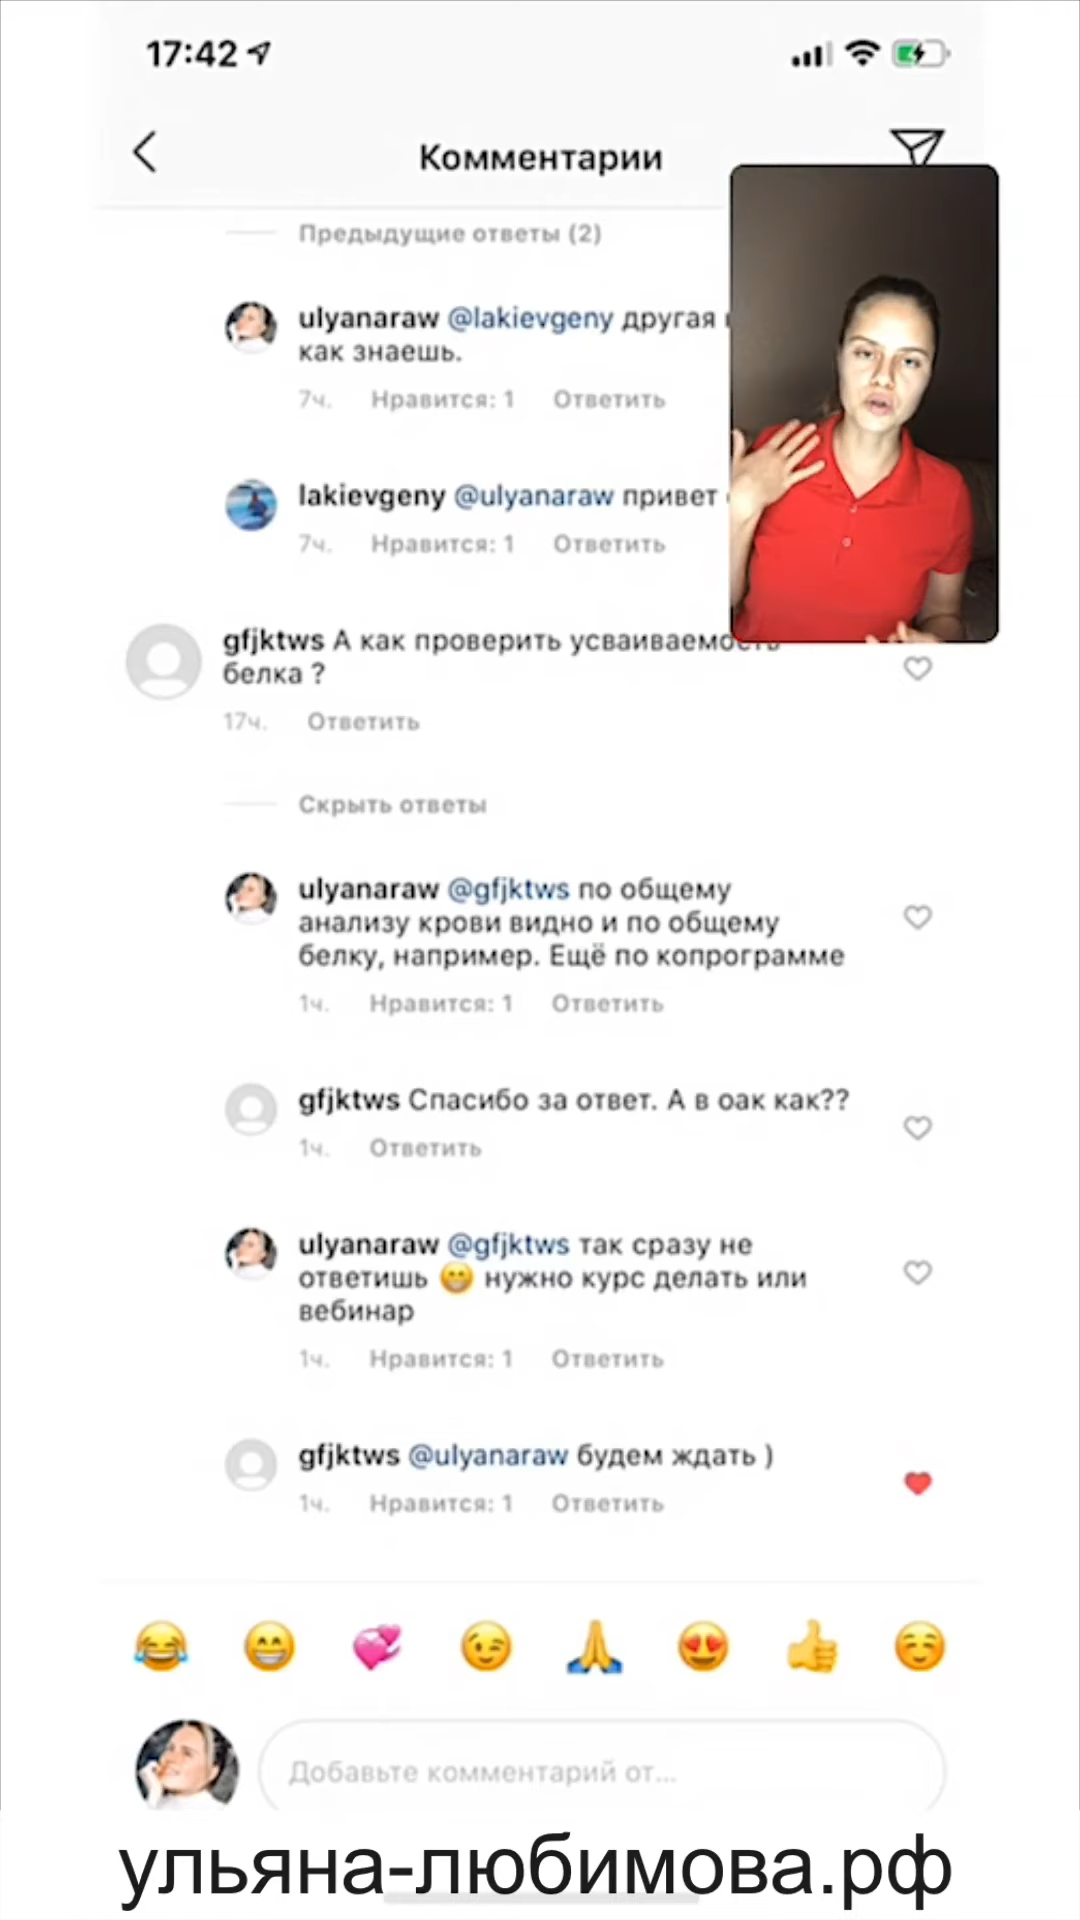 17:42
Комментарии
Предыдущие ответы (2)
ulyanaraw @lakievgeny другая
как знаешь.
7ч. Нравится: 1 Ответить
lakievgeny @ulyanaraw привет
7ч. Нравится: 1 Ответить
gfjktws А как проверить усваиваемость
белка ?
17ч. Ответить
Скрыть ответы
ulyanaraw @gfjktws по общему
анализу крови видно и по общему
белку, например. Ещё по копрограмме
1ч. Нравится: 1 Ответить
gfjktws Спасибо за ответ. А в оак как??
1ч. Ответить
ulyanaraw @gfjktws так сразу не
ответишь 😁 нужно курс делать или
вебинар
1ч. Нравится: 1 Ответить
gfjktws @ulyanaraw будем ждать )
1ч. Нравится: 1 Ответить
Добавьте комментарий от...
ульяна-любимова.рф